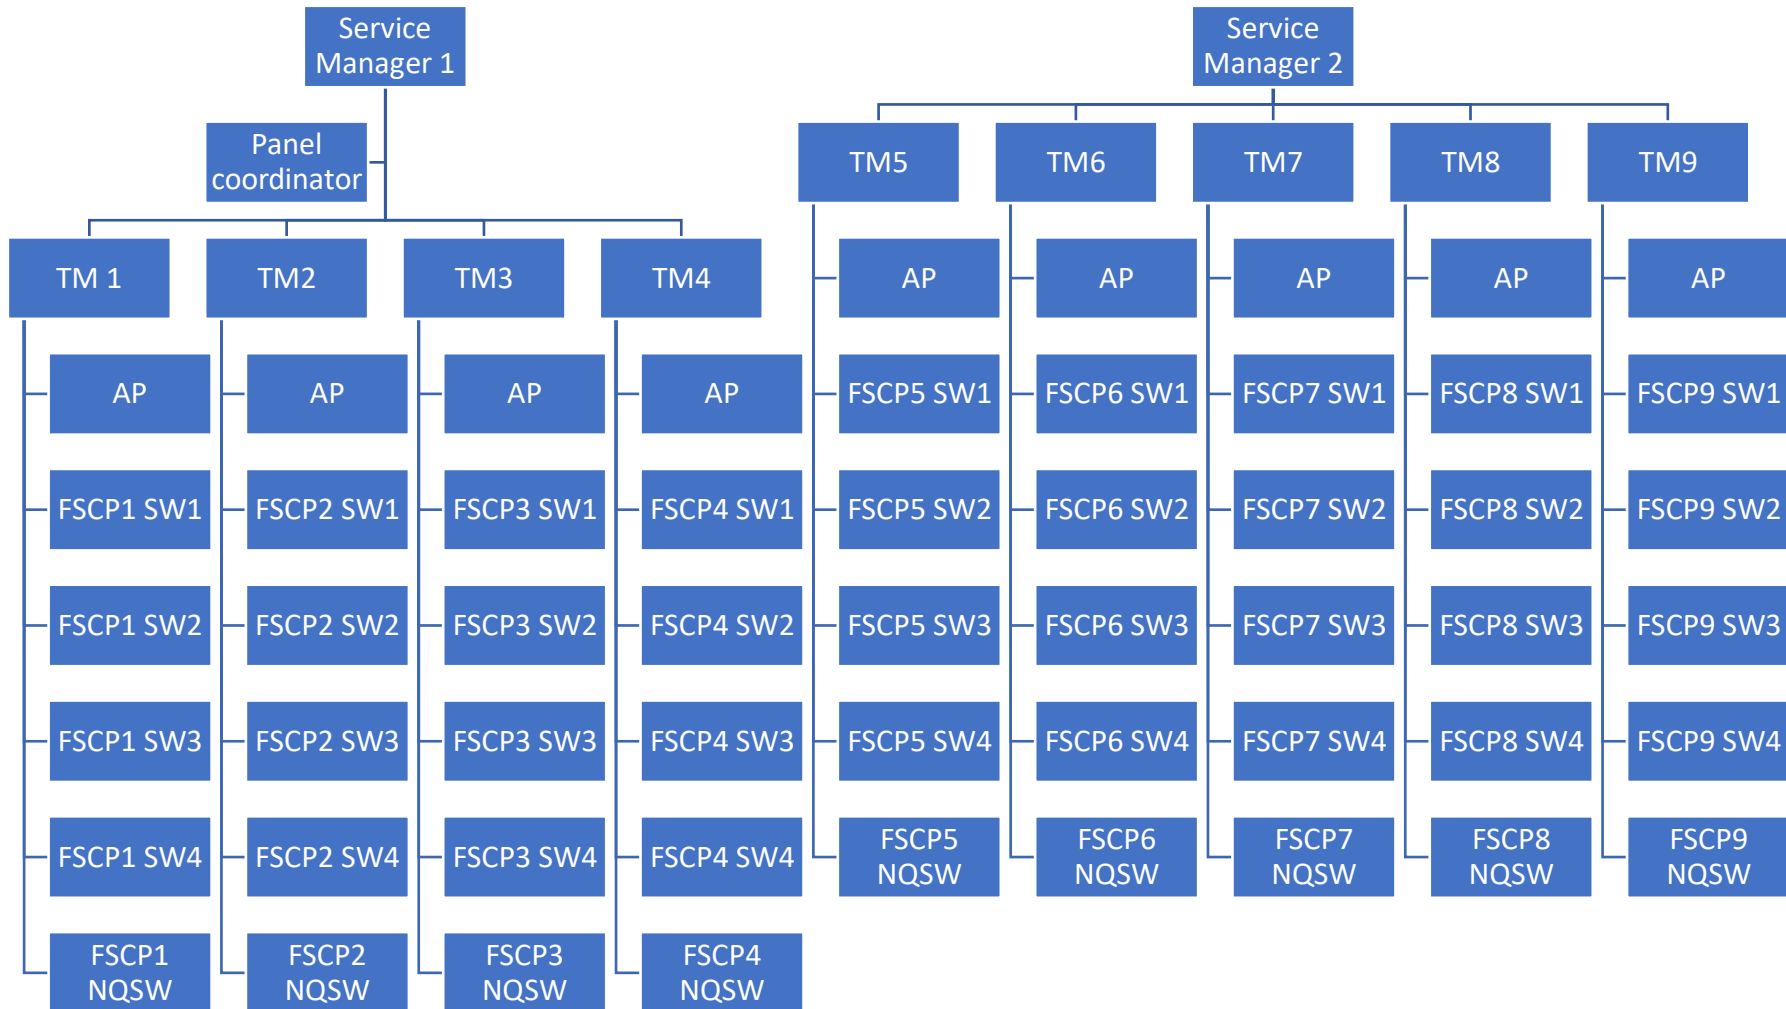 Service
Manager 1
Panel
coordinator
TM 1
AP
FSCP1 SW1
FSCP1 SW2
FSCP1 SW3
FSCP1 SW4
FSCP1
NQSW
TM2
AP
FSCP2 SW1
FSCP2 SW2
FSCP2 SW3
FSCP2 SW4
FSCP2
NQSW
TM3
AP
FSCP3 SW1
FSCP3 SW2
FSCP3 SW3
FSCP3 SW4
FSCP3
NQSW
TM4
AP
FSCP4 SW1
FSCP4 SW2
FSCP4 SW3
FSCP4 SW4
FSCP4
NQSW
Service
Manager 2
TM5
AP
FSCP5 SW1
FSCP5 SW2
FSCP5 SW3
FSCP5 SW4
FSCP5
NQSW
TM6
AP
FSCP6 SW1
FSCP6 SW2
FSCP6 SW3
FSCP6 SW4
FSCP6
NQSW
TM7
AP
FSCP7 SW1
FSCP7 SW2
FSCP7 SW3
FSCP7 SW4
FSCP7
NQSW
TM8
AP
FSCP8 SW1
FSCP8 SW2
FSCP8 SW3
FSCP8 SW4
FSCP8
NQSW
TM9
AP
FSCP9 SW1
FSCP9 SW2
FSCP9 SW3
FSCP9 SW4
FSCP9
NQSW